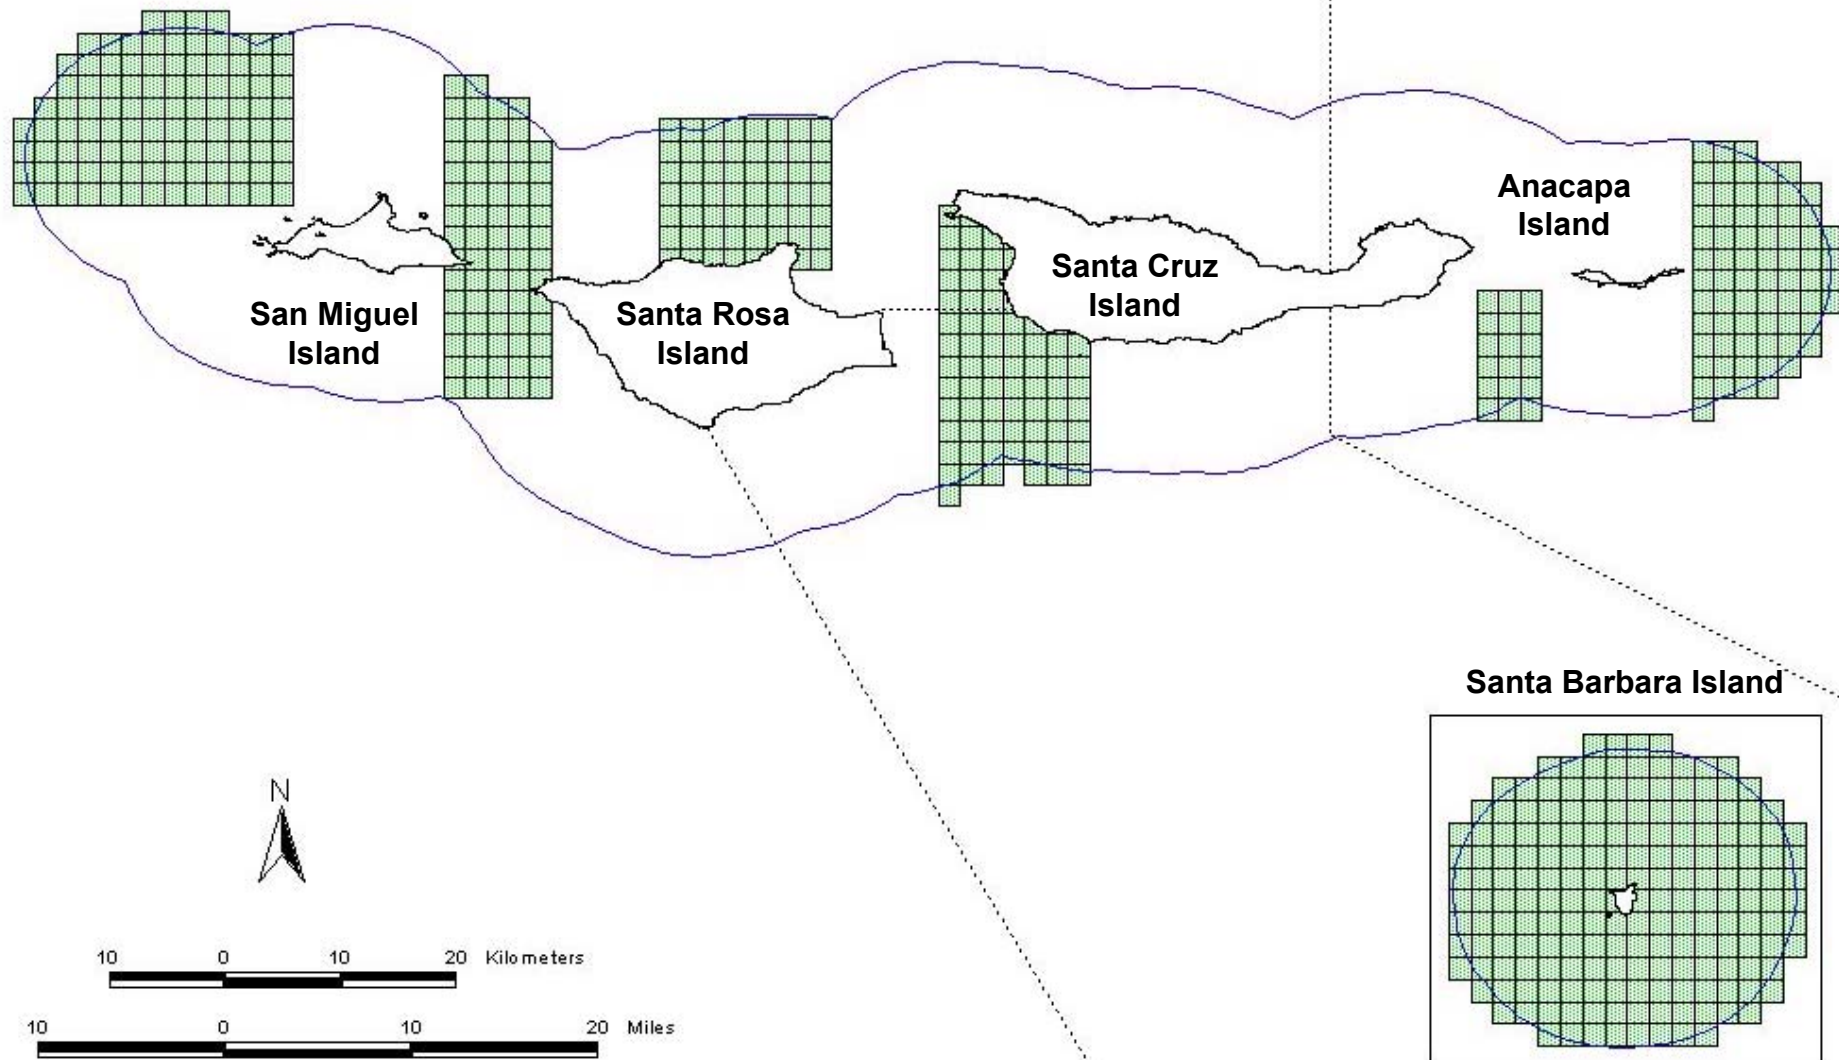 Anacapa
Island
Santa Cruz
Island
San Miguel
Island
Santa Rosa
Island
Santa Barbara Island
N
10 0 10 20 Kilometers
10 0 10 20 Miles